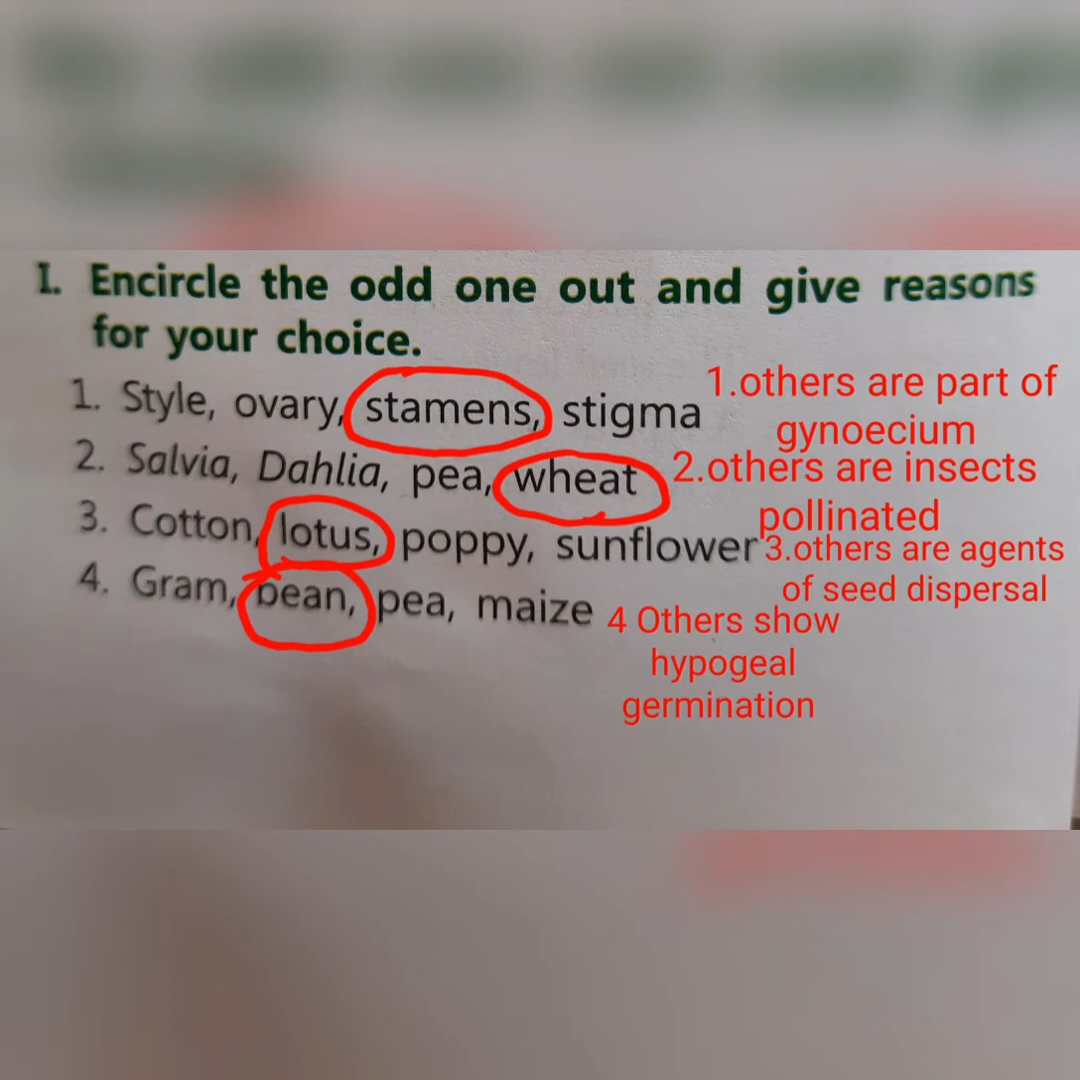 I. Encircle the odd one out and give reasons
for your choice.
1. Style, ovary, stamens, stigma
1.others are part of
gynoecium
2. Salvia, Dahlia, pea, wheat
2.others are insects
pollinated
3. Cotton, lotus, poppy, sunflower
3.others are agents
of seed dispersal
4. Gram, bean, pea, maize
4 Others show
hypogeal
germination